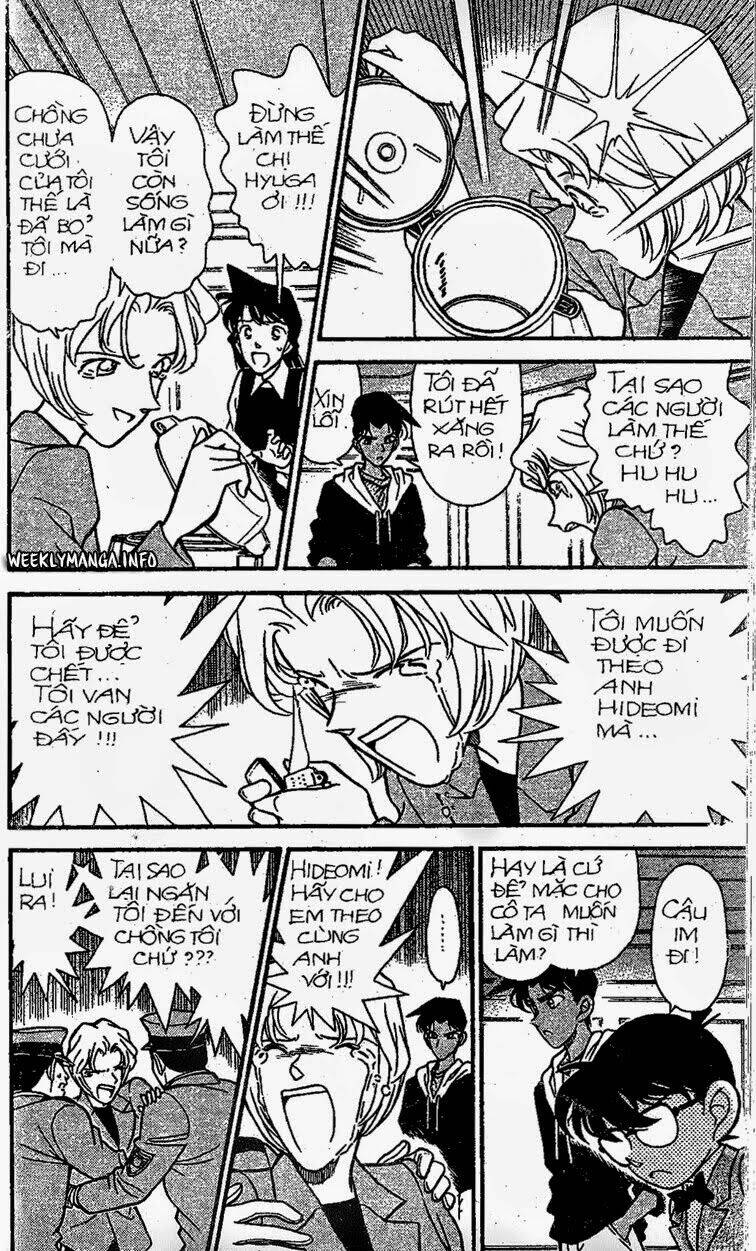 CHỒNG
CHƯA
CƯỚI
CỦA TÔI
THẾ LÀ
ĐÃ BỎ
TÔI MÀ
ĐI ...
VẬY
TÔI
CÒN
SỐNG
LÀM GÌ
NỮA?
ĐỪNG
LÀM THẾ
CHỊ
HYUGA
ƠI !!!
XIN
LỖI.
TÔI ĐÃ
RÚT HẾT
XĂNG
RA RỒI!
TẠI SAO
CÁC NGƯỜI
LÀM THẾ
CHỨ?
HU HU
HU ...
WEEKLYMANGA.INFO
HÃY ĐỂ
TÔI ĐƯỢC
CHẾT...
TÔI VAN
CÁC NGƯỜI
ĐẤY !!!
TÔI MUỐN
ĐƯỢC ĐI
THEO
ANH
HIDEOMI
MÀ ...
LUI
RA!
TẠI SAO
LẠI NGĂN
TÔI ĐẾN VỚI
CHỒNG TÔI
CHỨ ???
HIDEOMI!
HÃY CHO
EM THEO
CÙNG
ANH
VỚI!!!
......
HAY LÀ CỨ
ĐỂ MẶC CHO
CÔ TA MUỐN
LÀM GÌ THÌ
LÀM?
CẬU
IM
ĐI!